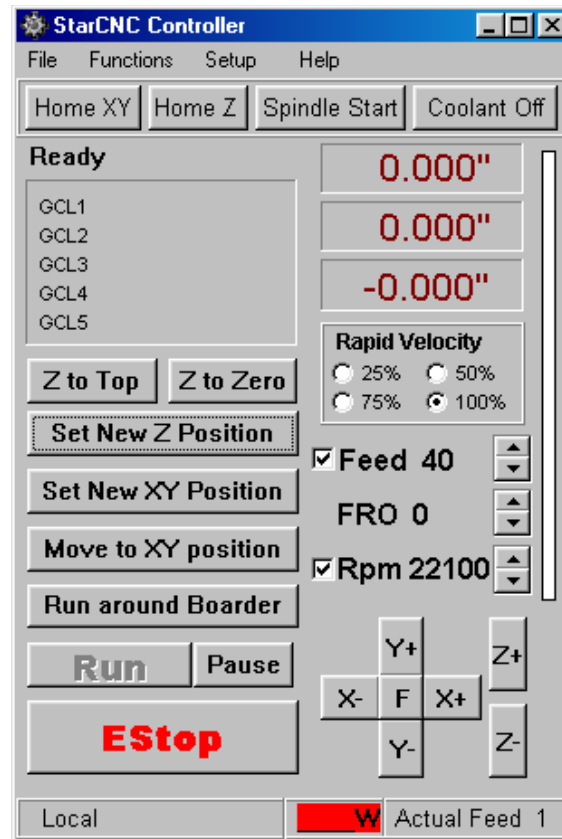 StarCNC Controller
File Functions Setup Help
Home XY Home Z Spindle Start Coolant Off
Ready
GCL1
GCL2
GCL3
GCL4
GCL5
Z to Top Z to Zero
Set New Z Position
Set New XY Position
Move to XY position
Run around Boarder
Run Pause
EStop
0.000"
0.000"
-0.000"
Rapid Velocity
25% 50%
75% 100%
Feed 40
FRO 0
Rpm 22100
Y+
X- F X+
Y-
Z+
Z-
Local W Actual Feed 1